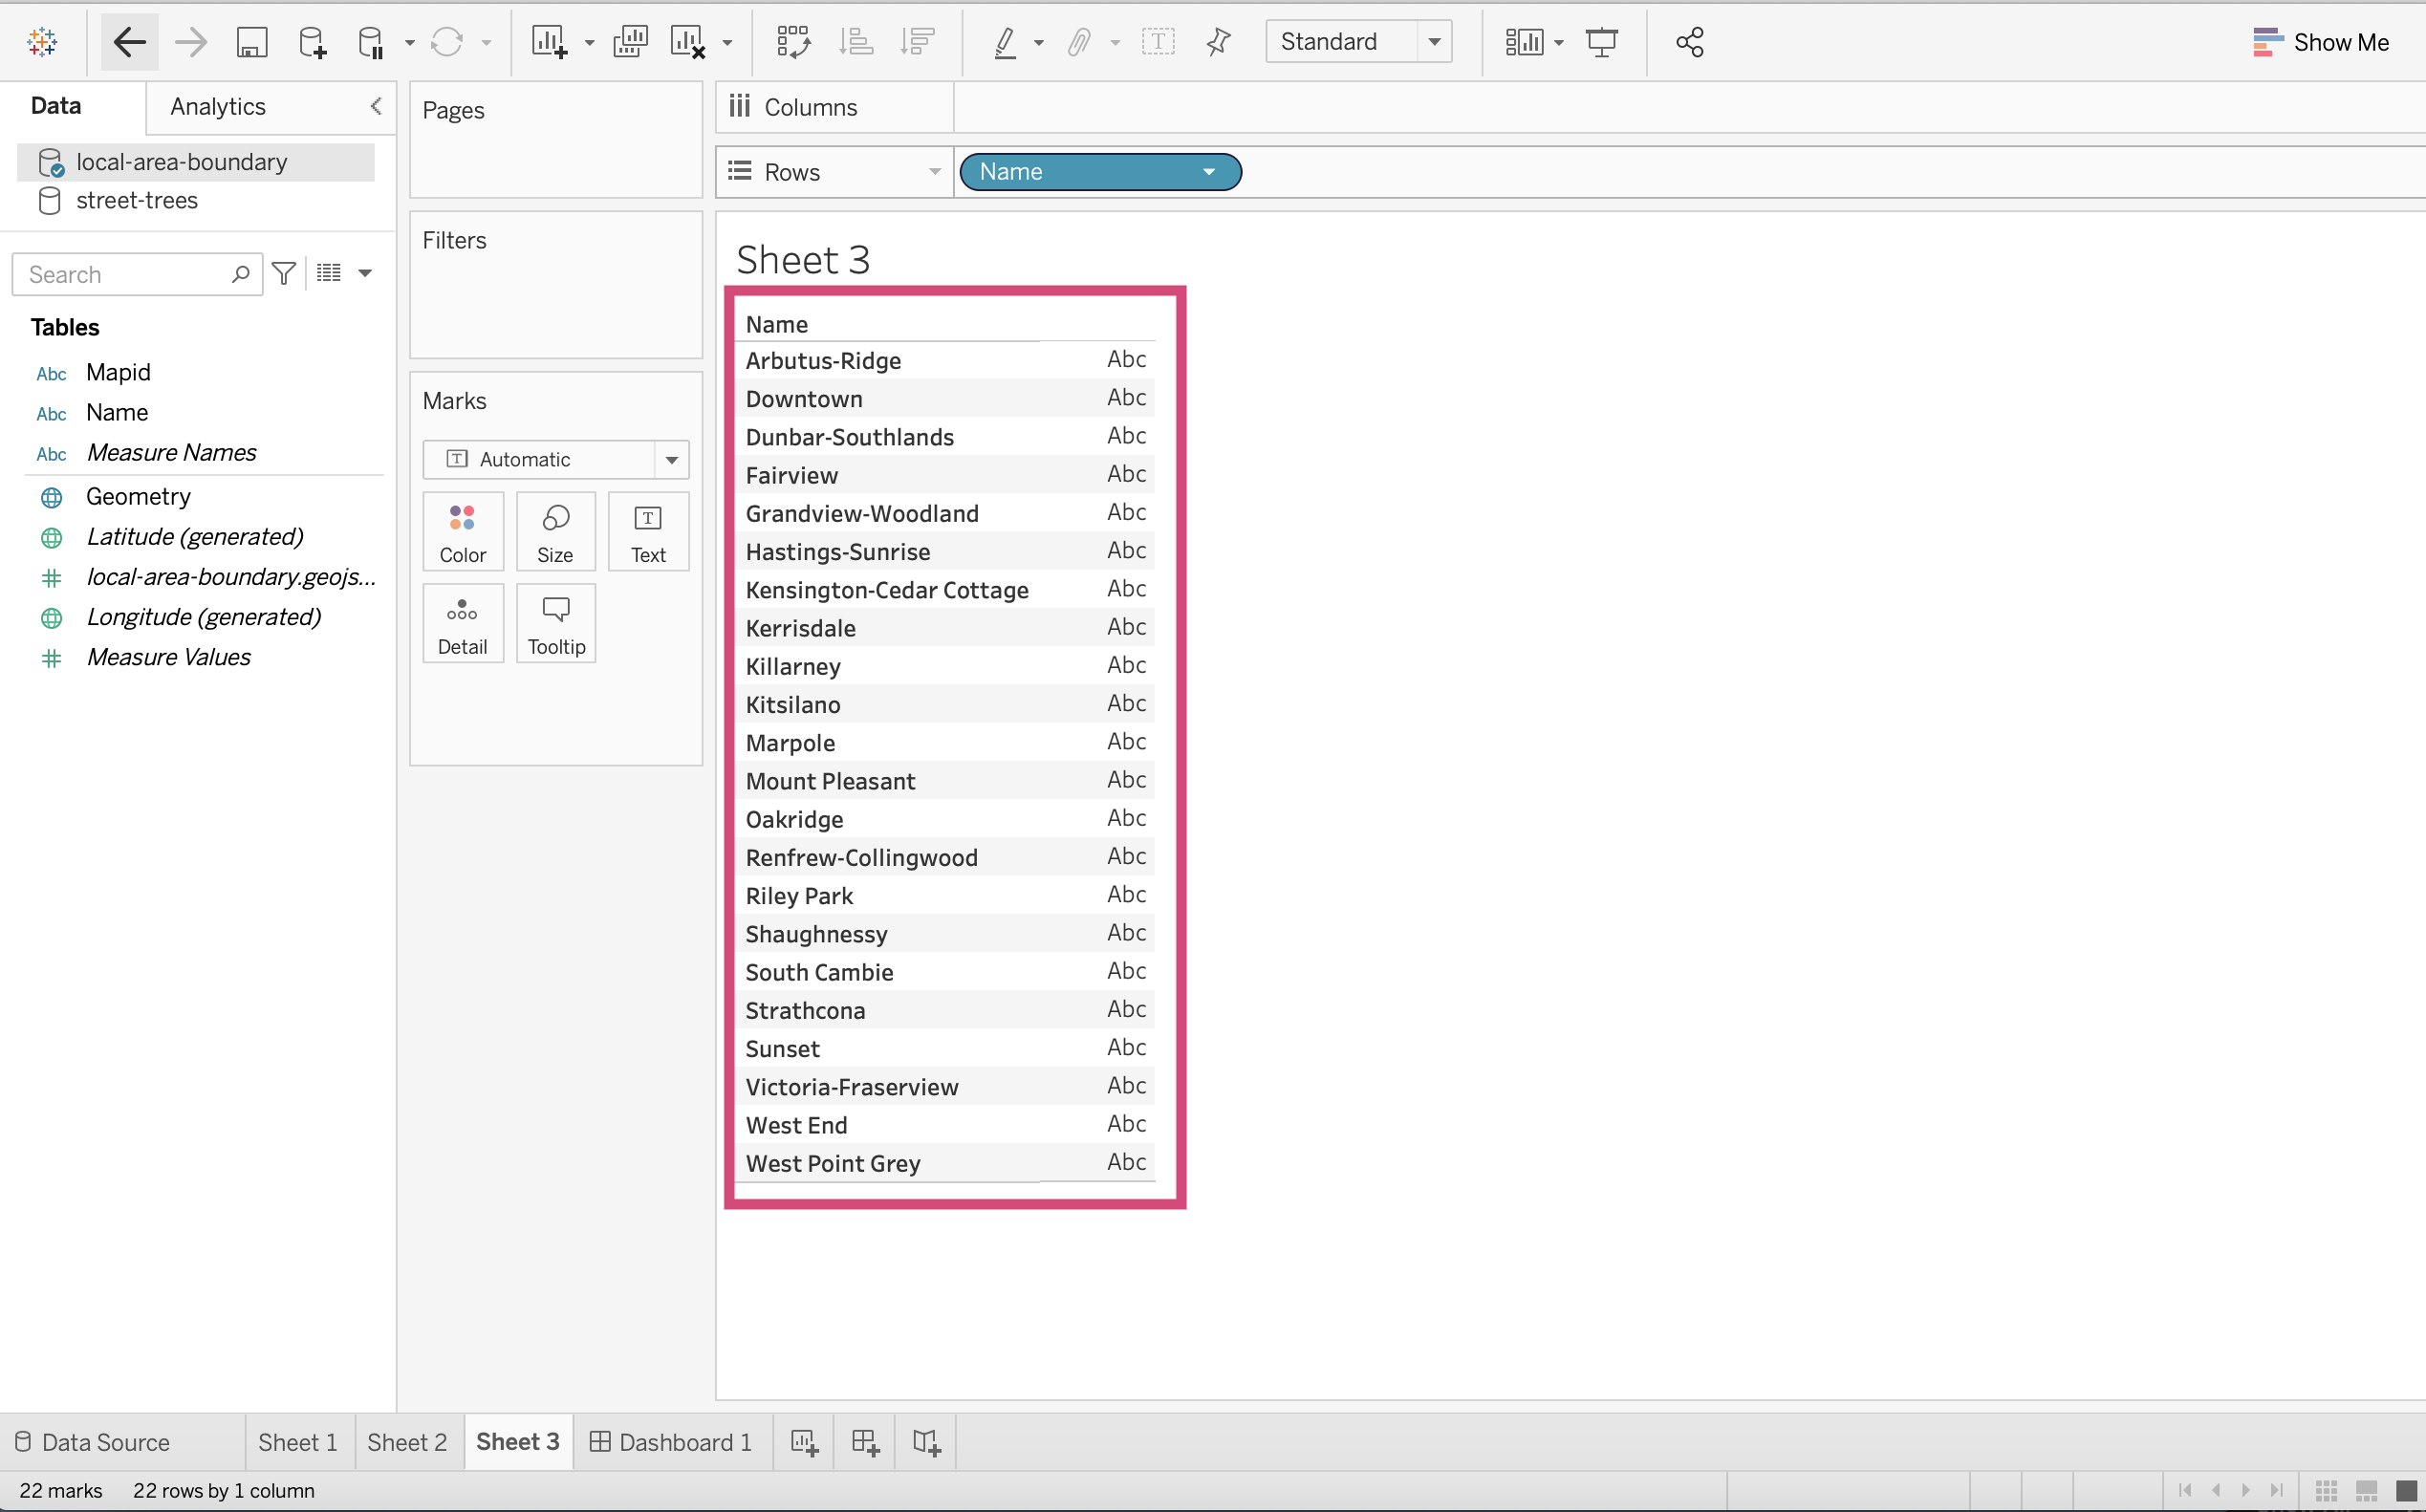 Standard
Show Me
Data
Analytics
Pages
Columns
local-area-boundary
street-trees
Rows
Name
Filters
Search
Sheet 3
Tables
Abc Mapid
Abc Name
Abc Measure Names
Geometry
Latitude (generated)
local-area-boundary.geojs...
Longitude (generated)
Measure Values
Marks
T Automatic
Color
Size
T Text
Detail
Tooltip
Name
Arbutus-Ridge Abc
Downtown Abc
Dunbar-Southlands Abc
Fairview Abc
Grandview-Woodland Abc
Hastings-Sunrise Abc
Kensington-Cedar Cottage Abc
Kerrisdale Abc
Killarney Abc
Kitsilano Abc
Marpole Abc
Mount Pleasant Abc
Oakridge Abc
Renfrew-Collingwood Abc
Riley Park Abc
Shaughnessy Abc
South Cambie Abc
Strathcona Abc
Sunset Abc
Victoria-Fraserview Abc
West End Abc
West Point Grey Abc
Data Source
Sheet 1
Sheet 2
Sheet 3
Dashboard 1
22 marks
22 rows by 1 column